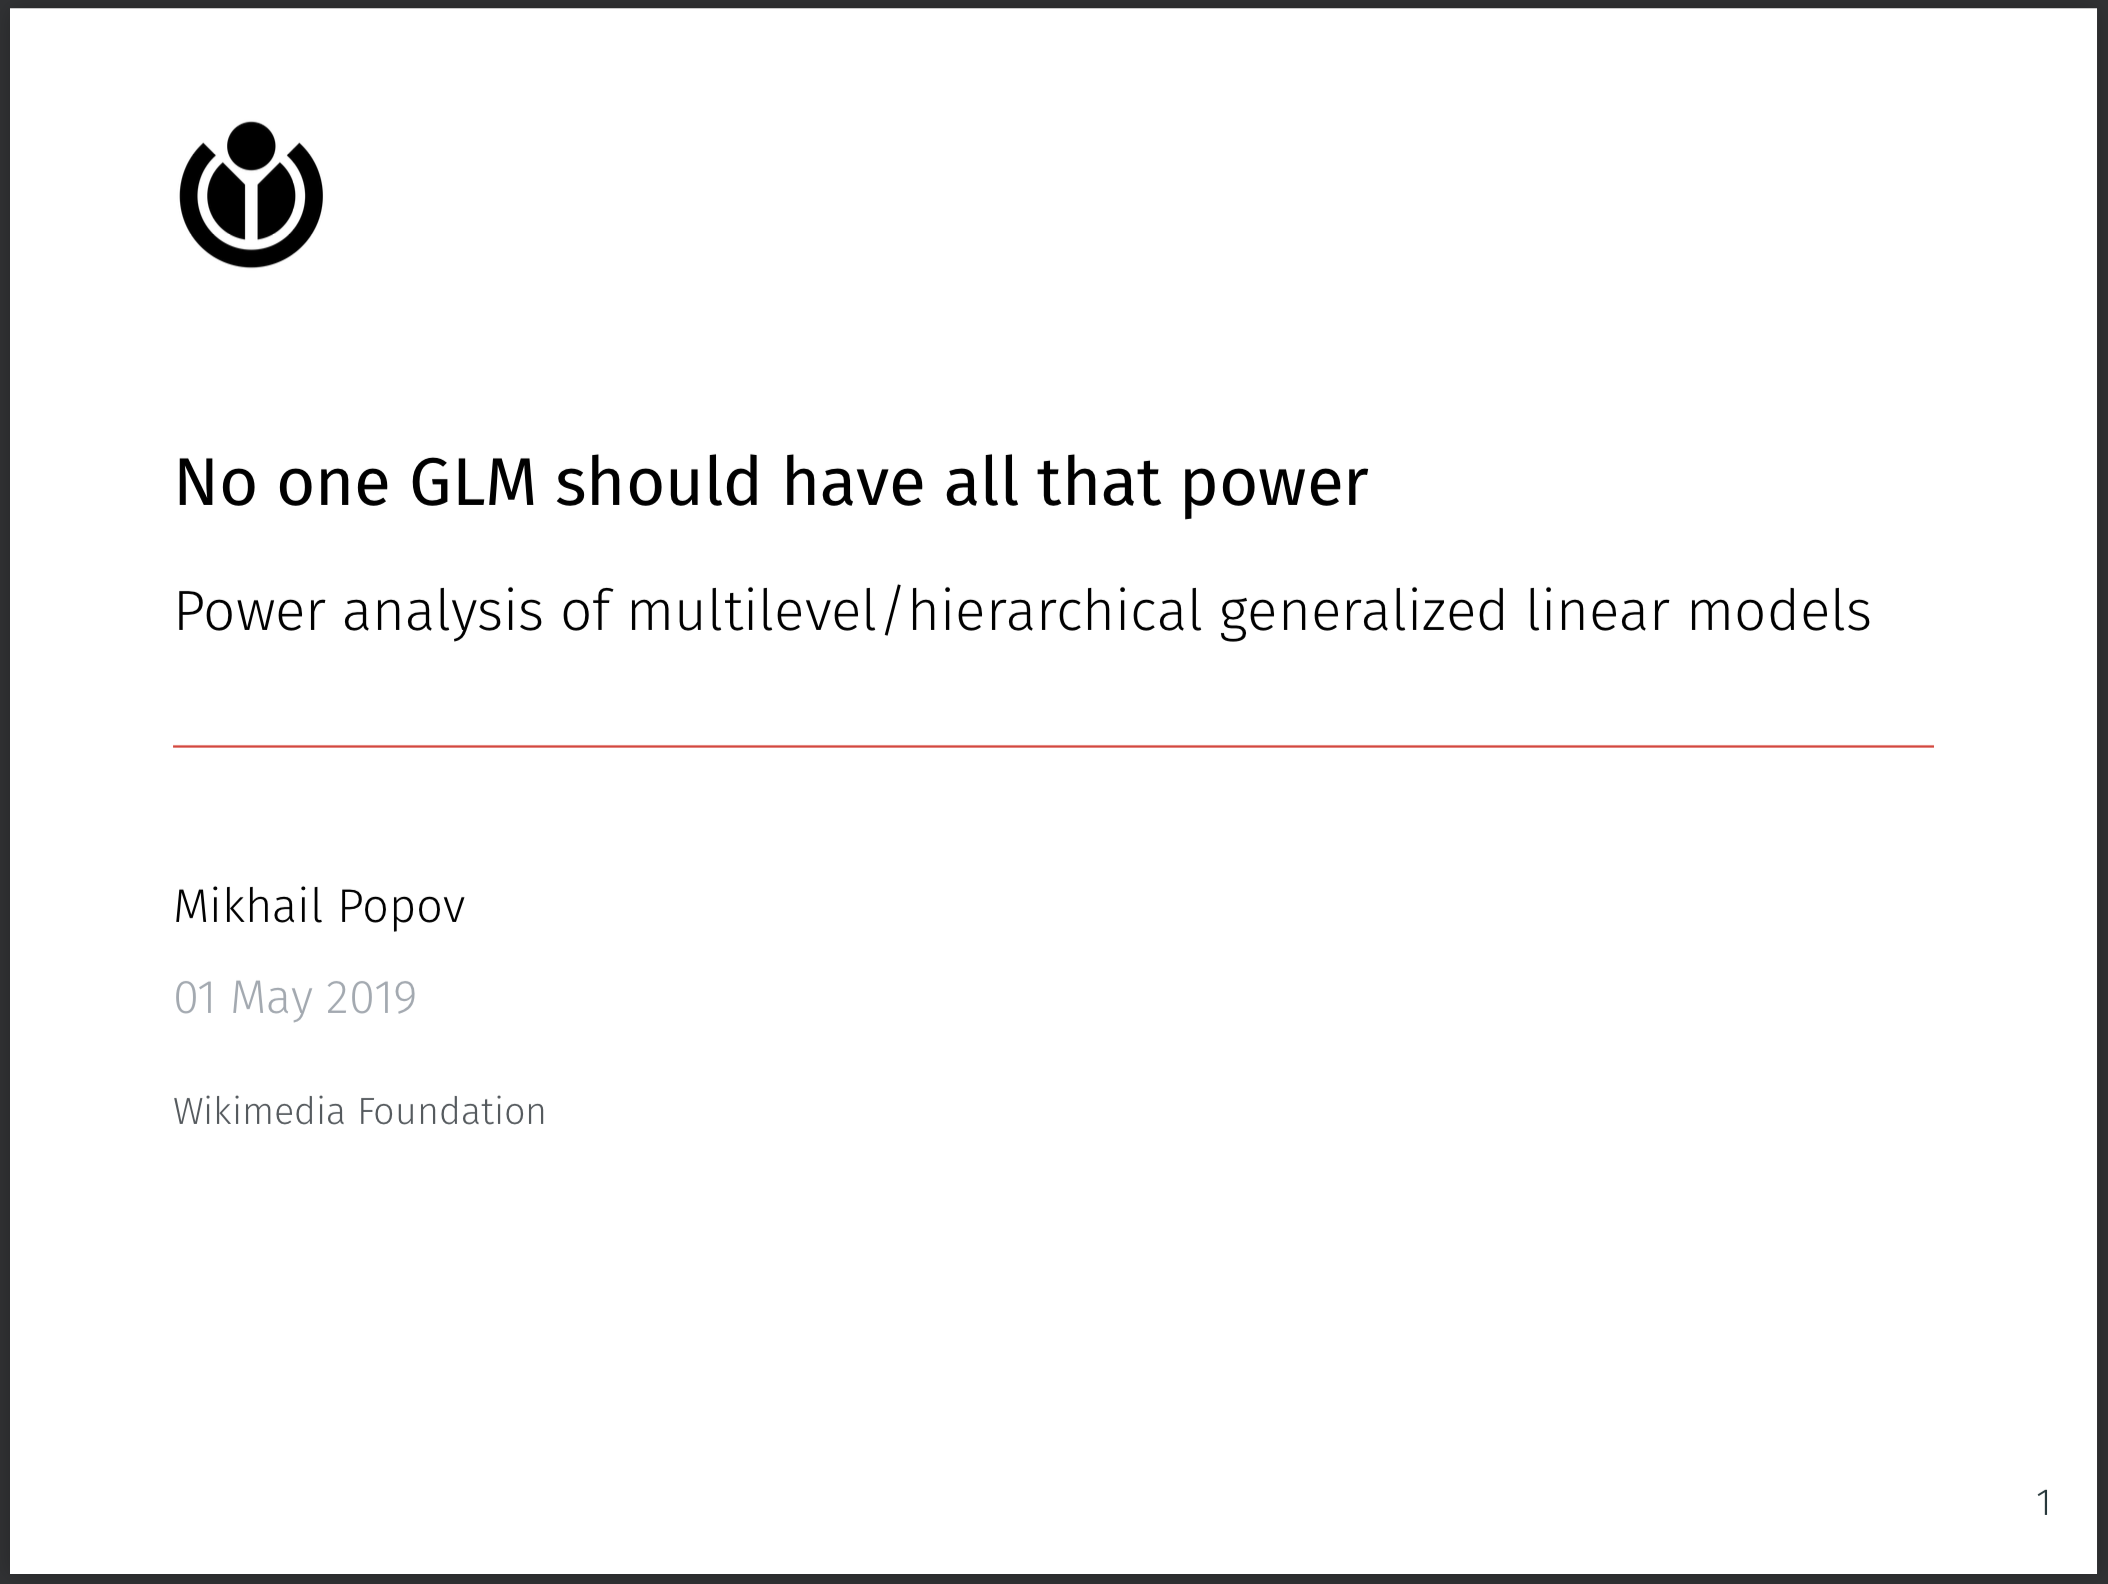 No one GLM should have all that power
Power analysis of multilevel/hierarchical generalized linear models
Mikhail Popov
01 May 2019
Wikimedia Foundation
1